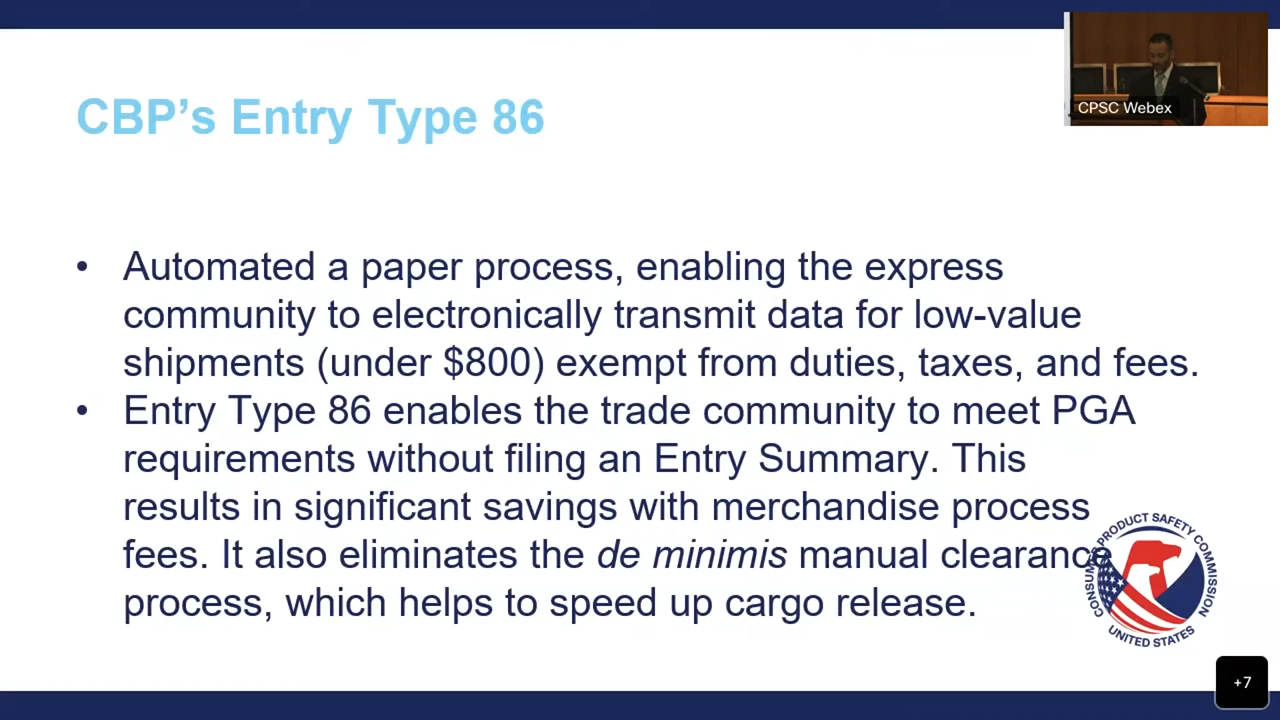 CBP’s Entry Type 86
CPSC Webex
• Automated a paper process, enabling the express
community to electronically transmit data for low-value
shipments (under $800) exempt from duties, taxes, and fees.
• Entry Type 86 enables the trade community to meet PGA
requirements without filing an Entry Summary. This
results in significant savings with merchandise process
fees. It also eliminates the de minimis manual clearance
process, which helps to speed up cargo release.
CONSUMER PRODUCT SAFETY COMMISSION
UNITED STATES
+7